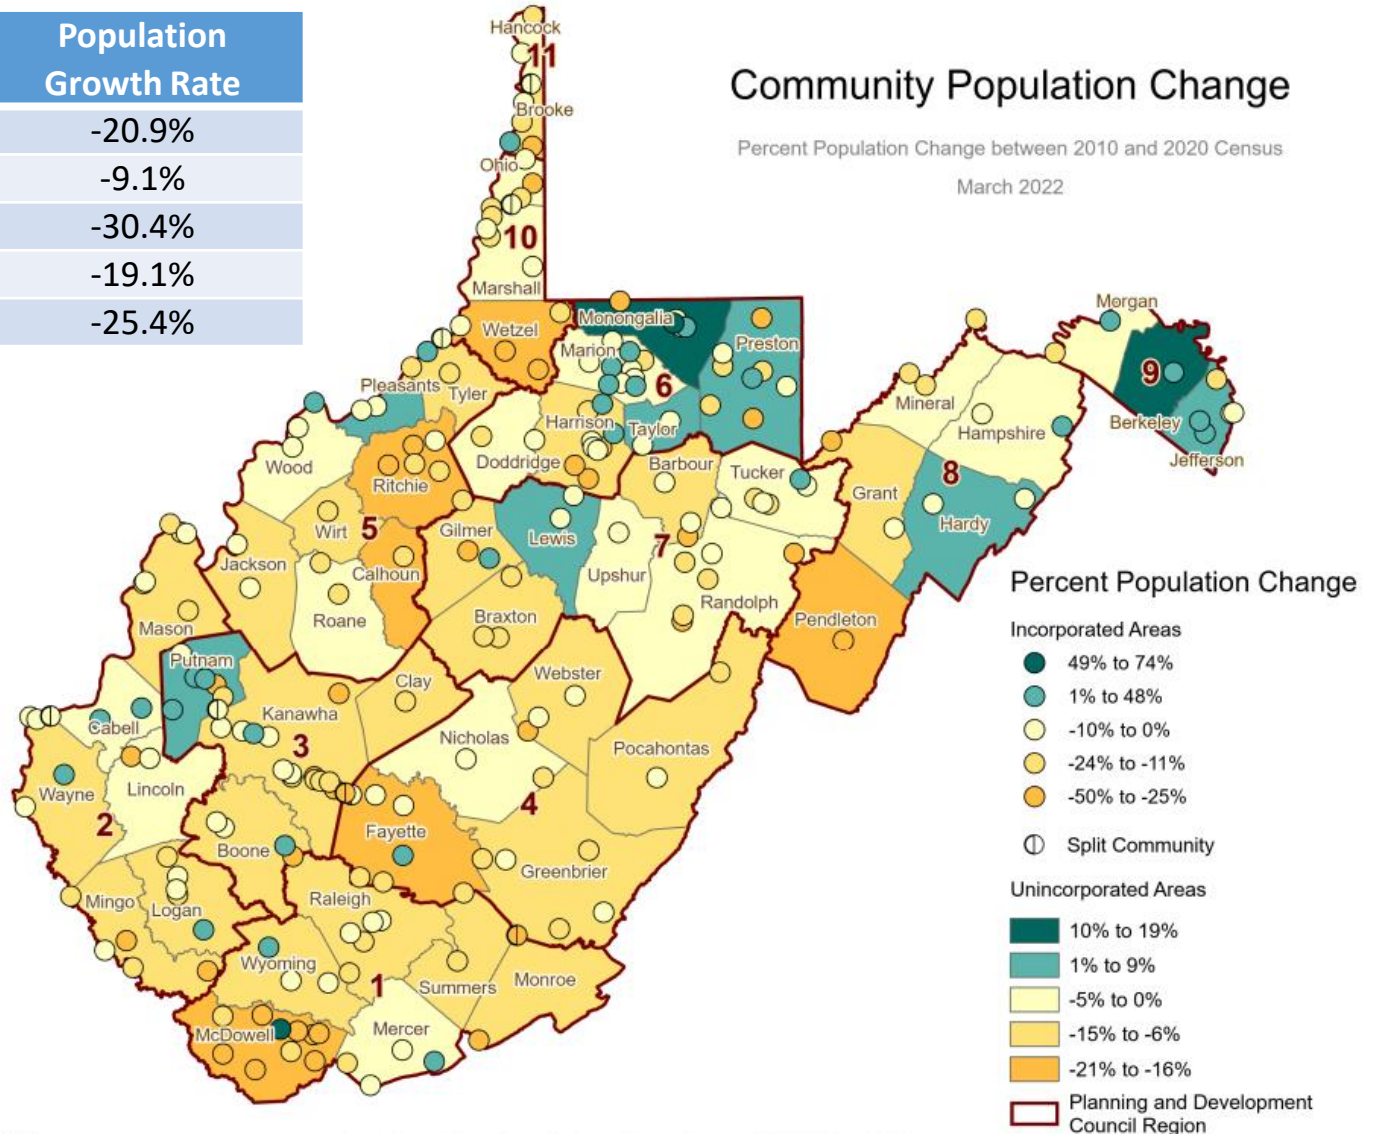 Population
Growth Rate
-20.9%
-9.1%
-30.4%
-19.1%
-25.4%
Community Population Change
Percent Population Change between 2010 and 2020 Census
March 2022
Hancock
11
Brooke
Ohio
10
Marshall
Wetzel
Monongalia
Preston
Marion
6
Pleasants
Tyler
Harrison
Taylor
Doddridge
Wood
Ritchie
Barbour
Tucker
Morgan
9
Berkeley
Jefferson
Mineral
Hampshire
8
Grant
Hardy
Wirt
5
Gilmer
Lewis
7
Upshur
Jackson
Calhoun
Roane
Braxton
Randolph
Pendleton
Mason
Putnam
Clay
Webster
Kanawha
Cabell
3
Nicholas
Pocahontas
Wayne
Lincoln
2
4
Fayette
Boone
Greenbrier
Mingo
Logan
Raleigh
Wyoming
1
Summers
Monroe
McDowell
Mercer
Percent Population Change
Incorporated Areas
49% to 74%
1% to 48%
-10% to 0%
-24% to -11%
-50% to -25%
Split Community
Unincorporated Areas
10% to 19%
1% to 9%
-5% to 0%
-15% to -6%
-21% to -16%
Planning and Development
Council Region